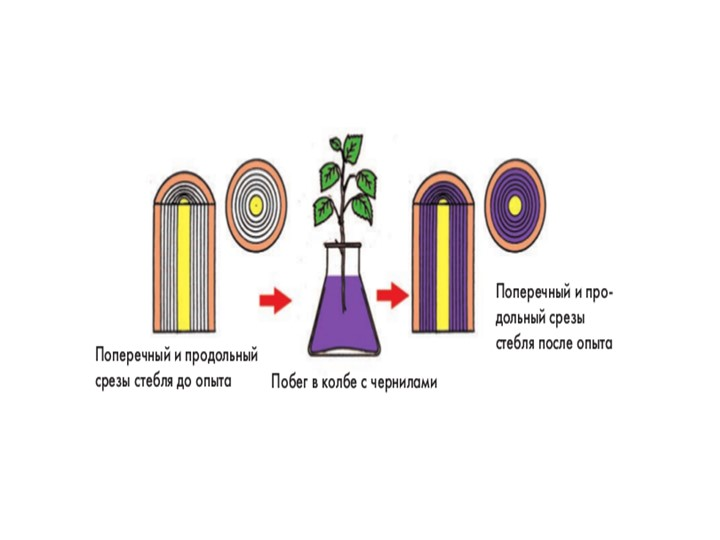 Поперечный и продольный
срезы стебля до опыта
Побег в колбе с чернилами
Поперечный и про-
дольный срезы
стебля после опыта